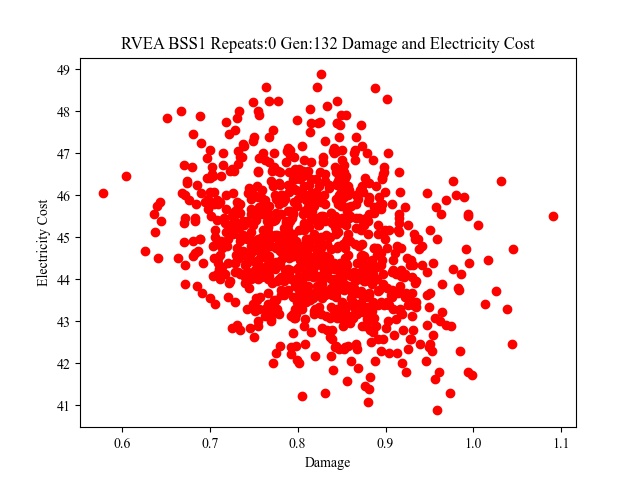 RVEA BSS1 Repeats:0 Gen:132 Damage and Electricity Cost
49
48
47
46
45
44
43
42
41
Electricity Cost
0.6 0.7 0.8 0.9 1.0 1.1
Damage